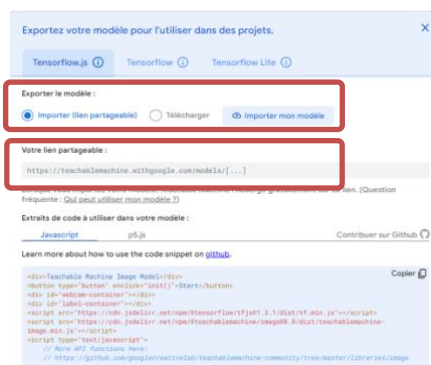 Exportez votre modèle pour l'utiliser dans des projets.
Tensorflow.js
Tensorflow
Tensorflow Lite
Exporter le modèle :
Importer (lien partageable)
Télécharger
Importer mon modèle
Votre lien partageable :
https://teachablemachine.withgoogle.com/models/[...]
lien. (Question
fréquente : Qui peut utiliser mon modèle ?)
Extraits de code à utiliser dans votre modèle :
Javascript
p5.js
Contribuer sur Github
Learn more about how to use the code snippet on github.
Copier
<div>Teachable Machine Image Model</div>
<button type="button" onclick="init()">Start</button>
<div id="webcam-container"></div>
<div id="label-container"></div>
<script src="https://cdn.jsdelivr.net/npm/@tensorflow/tfjs@1.3.1/dist/tf.min.js"></script>
<script src="https://cdn.jsdelivr.net/npm/@teachablemachine/image@0.8/dist/teachablemachine-
image.min.js"></script>
<script type="text/javascript">
// More API functions here:
// https://github.com/googlecreativelab/teachablemachine-community/tree/master/libraries/image